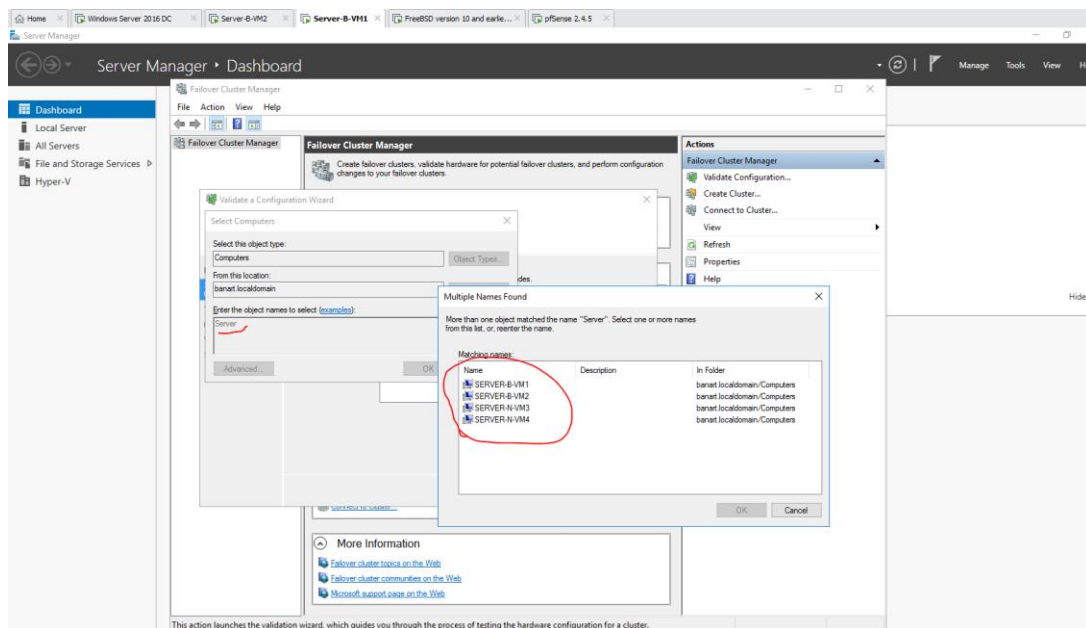 Home
Windows Server 2016 DC
Server-B-VM2
Server-B-VM1
FreeBSD version 10 and earlie...
pfSense 2.4.5
Server Manager
Server Manager • Dashboard
Manage Tools View H
Dashboard
Local Server
All Servers
File and Storage Services
Hyper-V
Failover Cluster Manager
File Action View Help
Failover Cluster Manager
Failover Cluster Manager
Create failover clusters, validate hardware for potential failover clusters, and perform configuration
changes to your failover clusters.
Actions
Failover Cluster Manager
Validate Configuration...
Create Cluster...
Connect to Cluster...
View
Refresh
Properties
Help
Hide
Validate a Configuration Wizard
Select Computers
Select this object type:
Computers
Object Types...
From this location:
banart.localdomain
des.
Enter the object names to select (examples):
Server
Advanced...
OK
Multiple Names Found
More than one object matched the name "Server". Select one or more names
from this list, or, reenter the name.
Matching names:
Name Description In Folder
SERVER-B-VM1 banart.localdomain/Computers
SERVER-B-VM2 banart.localdomain/Computers
SERVER-N-VM3 banart.localdomain/Computers
SERVER-N-VM4 banart.localdomain/Computers
OK Cancel
Connect to Cluster...
More Information
Failover cluster topics on the Web
Failover cluster communities on the Web
Microsoft support page on the Web
This action launches the validation wizard, which guides you through the process of testing the hardware configuration for a cluster.